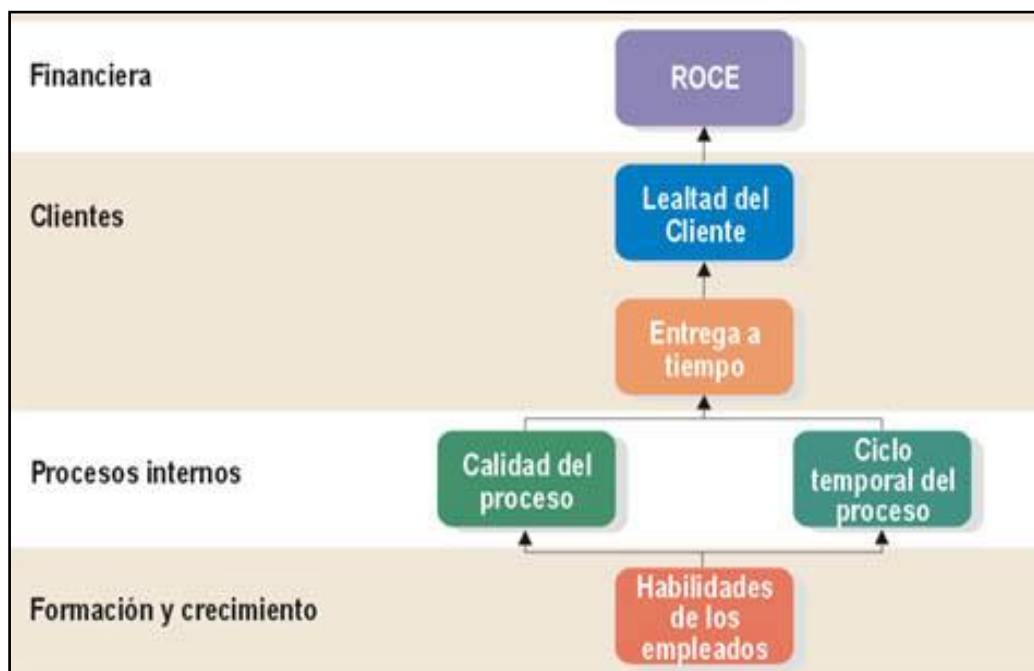 Financiera
ROCE
Clientes
Lealtad del
Cliente
Entrega a
tiempo
Procesos internos
Calidad del
proceso
Ciclo
temporal del
proceso
Formación y crecimiento
Habilidades
de los
empleados